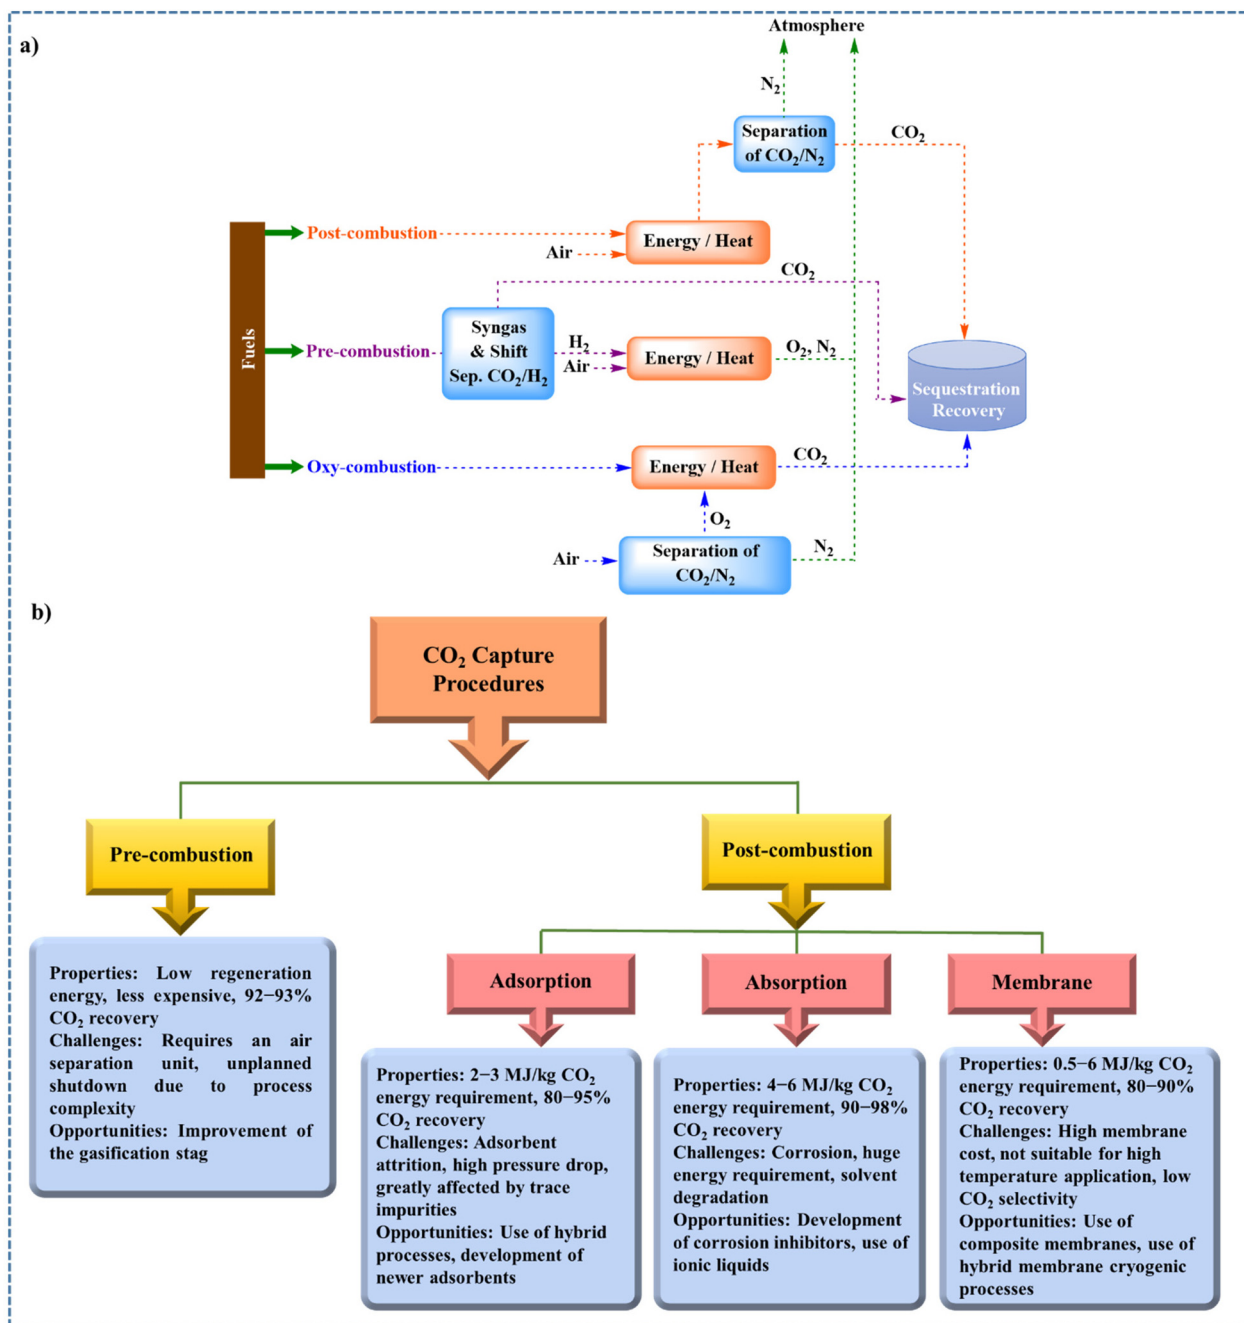 a)
Atmosphere
N₂
Separation
of CO₂/N₂
CO₂
Post-combustion
Energy / Heat
Air
CO₂
Fuels
Pre-combustion
Syngas
& Shift
Sep. CO₂/H₂
H₂
Air
Energy / Heat
O₂, N₂
Sequestration
Recovery
Oxy-combustion
Energy / Heat
CO₂
O₂
Air
Separation of
CO₂/N₂
N₂
b)
CO₂ Capture
Procedures
Pre-combustion
Post-combustion
Properties: Low regeneration
energy, less expensive, 92−93%
CO₂ recovery
Challenges: Requires an air
separation unit, unplanned
shutdown due to process
complexity
Opportunities: Improvement of
the gasification stag
Adsorption
Absorption
Membrane
Properties: 2−3 MJ/kg CO₂
energy requirement, 80−95%
CO₂ recovery
Challenges: Adsorbent
attrition, high pressure drop,
greatly affected by trace
impurities
Opportunities: Use of hybrid
processes, development of
newer adsorbents
Properties: 4−6 MJ/kg CO₂
energy requirement, 90−98%
CO₂ recovery
Challenges: Corrosion, huge
energy requirement, solvent
degradation
Opportunities: Development
of corrosion inhibitors, use of
ionic liquids
Properties: 0.5−6 MJ/kg CO₂
energy requirement, 80−90%
CO₂ recovery
Challenges: High membrane
cost, not suitable for high
temperature application, low
CO₂ selectivity
Opportunities: Use of
composite membranes, use of
hybrid membrane cryogenic
processes